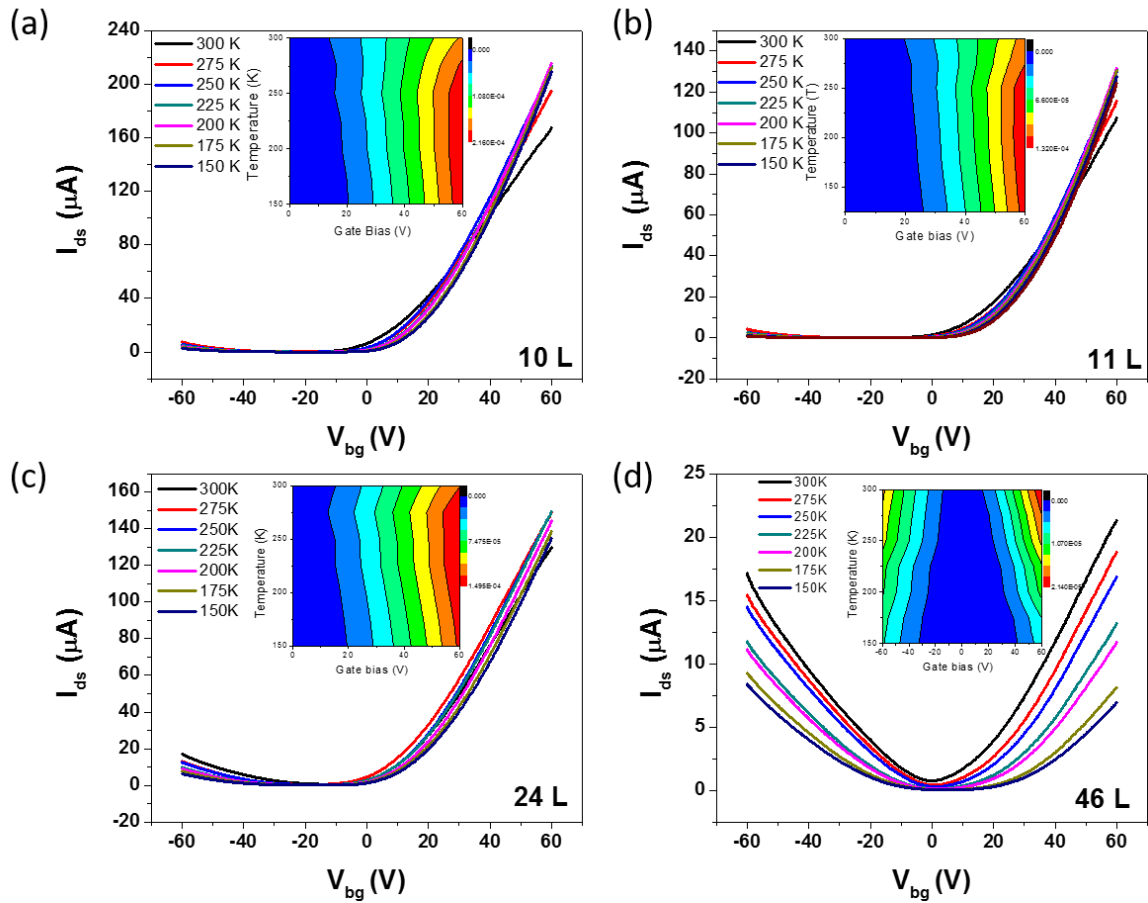 (a)
240
200
160
120
80
40
0
I_ds (μA)
300 K
275 K
250 K
225 K
200 K
175 K
150 K
300
250
200
150
Temperature (K)
0 20 40 60
Gate Bias (V)
0.000
1.080E-04
2.160E-04
10 L
-60 -40 -20 0 20 40 60
V_bg (V)
(b)
140
120
100
80
60
40
20
0
-20
I_ds (μA)
300 K
275 K
250 K
225 K
200 K
175 K
150 K
300
250
200
150
Temperature (T)
0 20 40 60
Gate bias (V)
0.000
6.600E-05
1.320E-04
11 L
-60 -40 -20 0 20 40 60
V_bg (V)
(c)
160
140
120
100
80
60
40
20
0
-20
I_ds (μA)
300K
275K
250K
225K
200K
175K
150K
300
250
200
150
Temperature (K)
0 20 40 60
Gate bias (V)
0.000
7.475E-05
1.495E-04
24 L
-60 -40 -20 0 20 40 60
V_bg (V)
(d)
25
20
15
10
5
0
I_ds (μA)
300K
275K
250K
225K
200K
175K
150K
300
250
200
150
Temperature (K)
-60 -40 -20 0 20 40 60
Gate bias (V)
0.000
1.070E-05
2.140E-05
46 L
-60 -40 -20 0 20 40 60
V_bg (V)